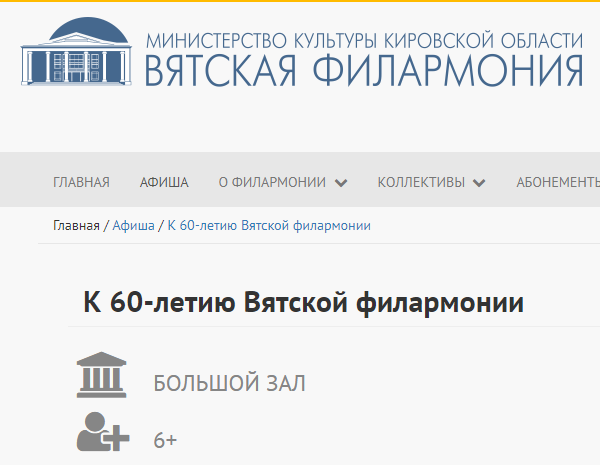 МИНИСТЕРСТВО КУЛЬТУРЫ КИРОВСКОЙ ОБЛАСТИ
ВЯТСКАЯ ФИЛАРМОНИЯ
ГЛАВНАЯ АФИША О ФИЛАРМОНИИ КОЛЛЕКТИВЫ АБОНЕМЕНТЫ
Главная / Афиша / К 60-летию Вятской филармонии
К 60-летию Вятской филармонии
БОЛЬШОЙ ЗАЛ
6+